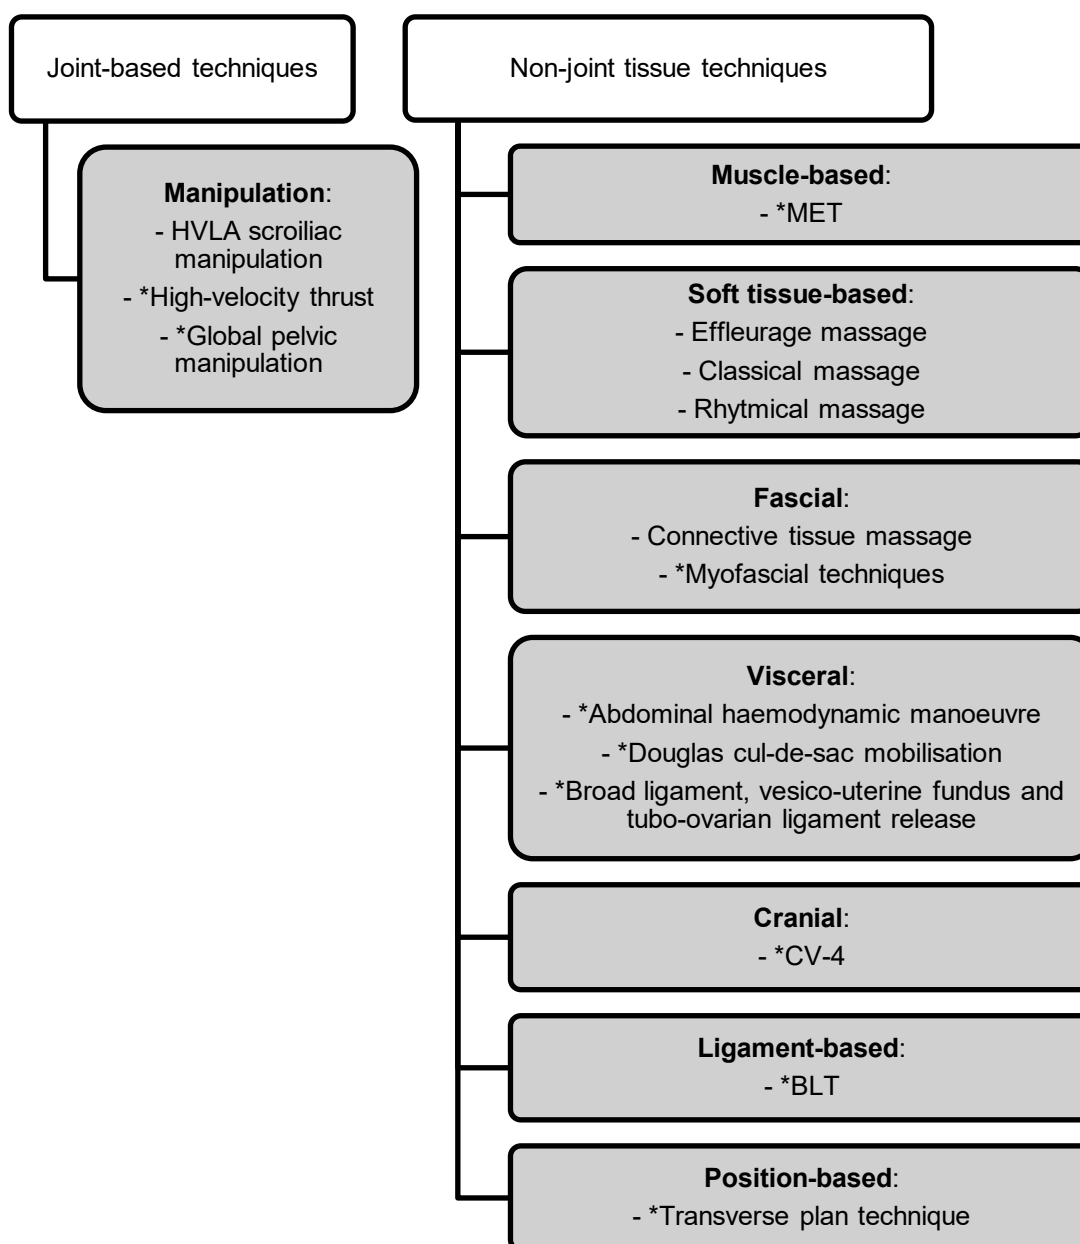 Joint-based techniques
Non-joint tissue techniques
Manipulation:
- HVLA scroiliac
manipulation
- *High-velocity thrust
- *Global pelvic
manipulation
Muscle-based:
- *MET
Soft tissue-based:
- Effleurage massage
- Classical massage
- Rhytmical massage
Fascial:
- Connective tissue massage
- *Myofascial techniques
Visceral:
- *Abdominal haemodynamic manoeuvre
- *Douglas cul-de-sac mobilisation
- *Broad ligament, vesico-uterine fundus and
tubo-ovarian ligament release
Cranial:
- *CV-4
Ligament-based:
- *BLT
Position-based:
- *Transverse plan technique